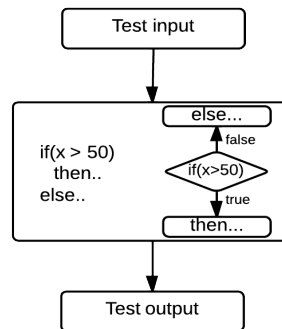 Test input
else...
false
if(x > 50)
then..
else..
if(x>50)
true
then...
Test output